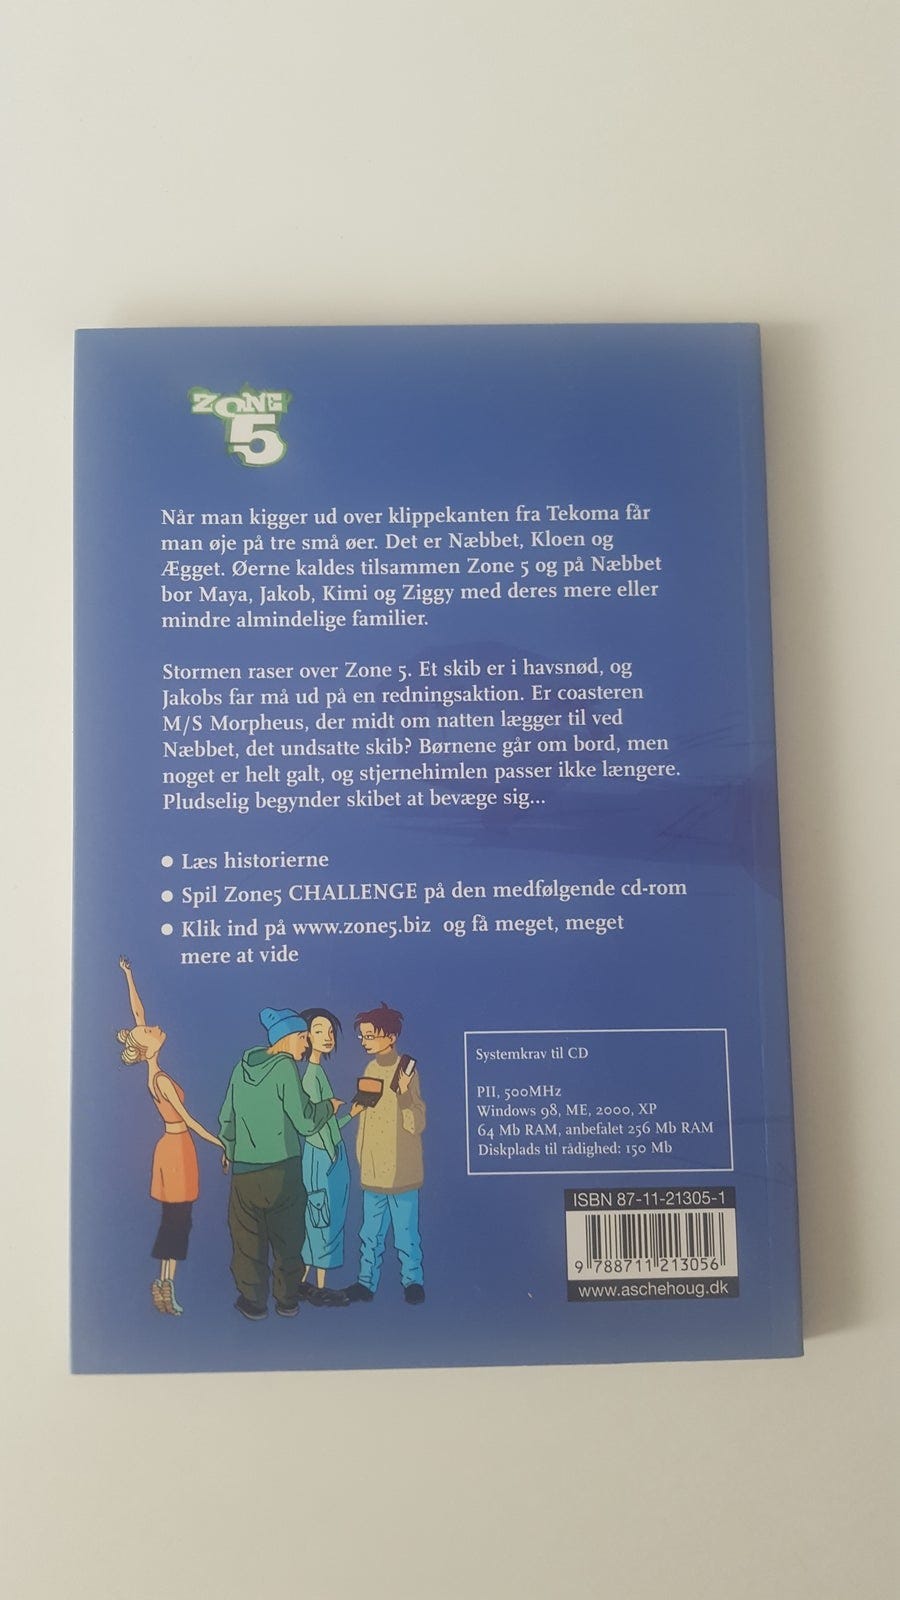 ZONE
5
Når man kigger ud over klippekanten fra Tekoma får
man øje på tre små øer. Det er Næbbet, Kloen og
Ægget. Øerne kaldes tilsammen Zone 5 og på Næbbet
bor Maya, Jakob, Kimi og Ziggy med deres mere eller
mindre almindelige familier.
Stormen raser over Zone 5. Et skib er i havsnød, og
Jakobs far må ud på en redningsaktion. Er coasteren
M/S Morpheus, der midt om natten lægger til ved
Næbbet, det undsatte skib? Børnene går om bord, men
noget er helt galt, og stjernehimlen passer ikke længere.
Pludselig begynder skibet at bevæge sig...
● Læs historierne
● Spil Zone5 CHALLENGE på den medfølgende cd-rom
● Klik ind på www.zone5.biz og få meget, meget
mere at vide
Systemkrav til CD
PII, 500MHz
Windows 98, ME, 2000, XP
64 Mb RAM, anbefalet 256 Mb RAM
Diskplads til rådighed: 150 Mb
ISBN 87-11-21305-1
9 788711 213056
www.aschehoug.dk